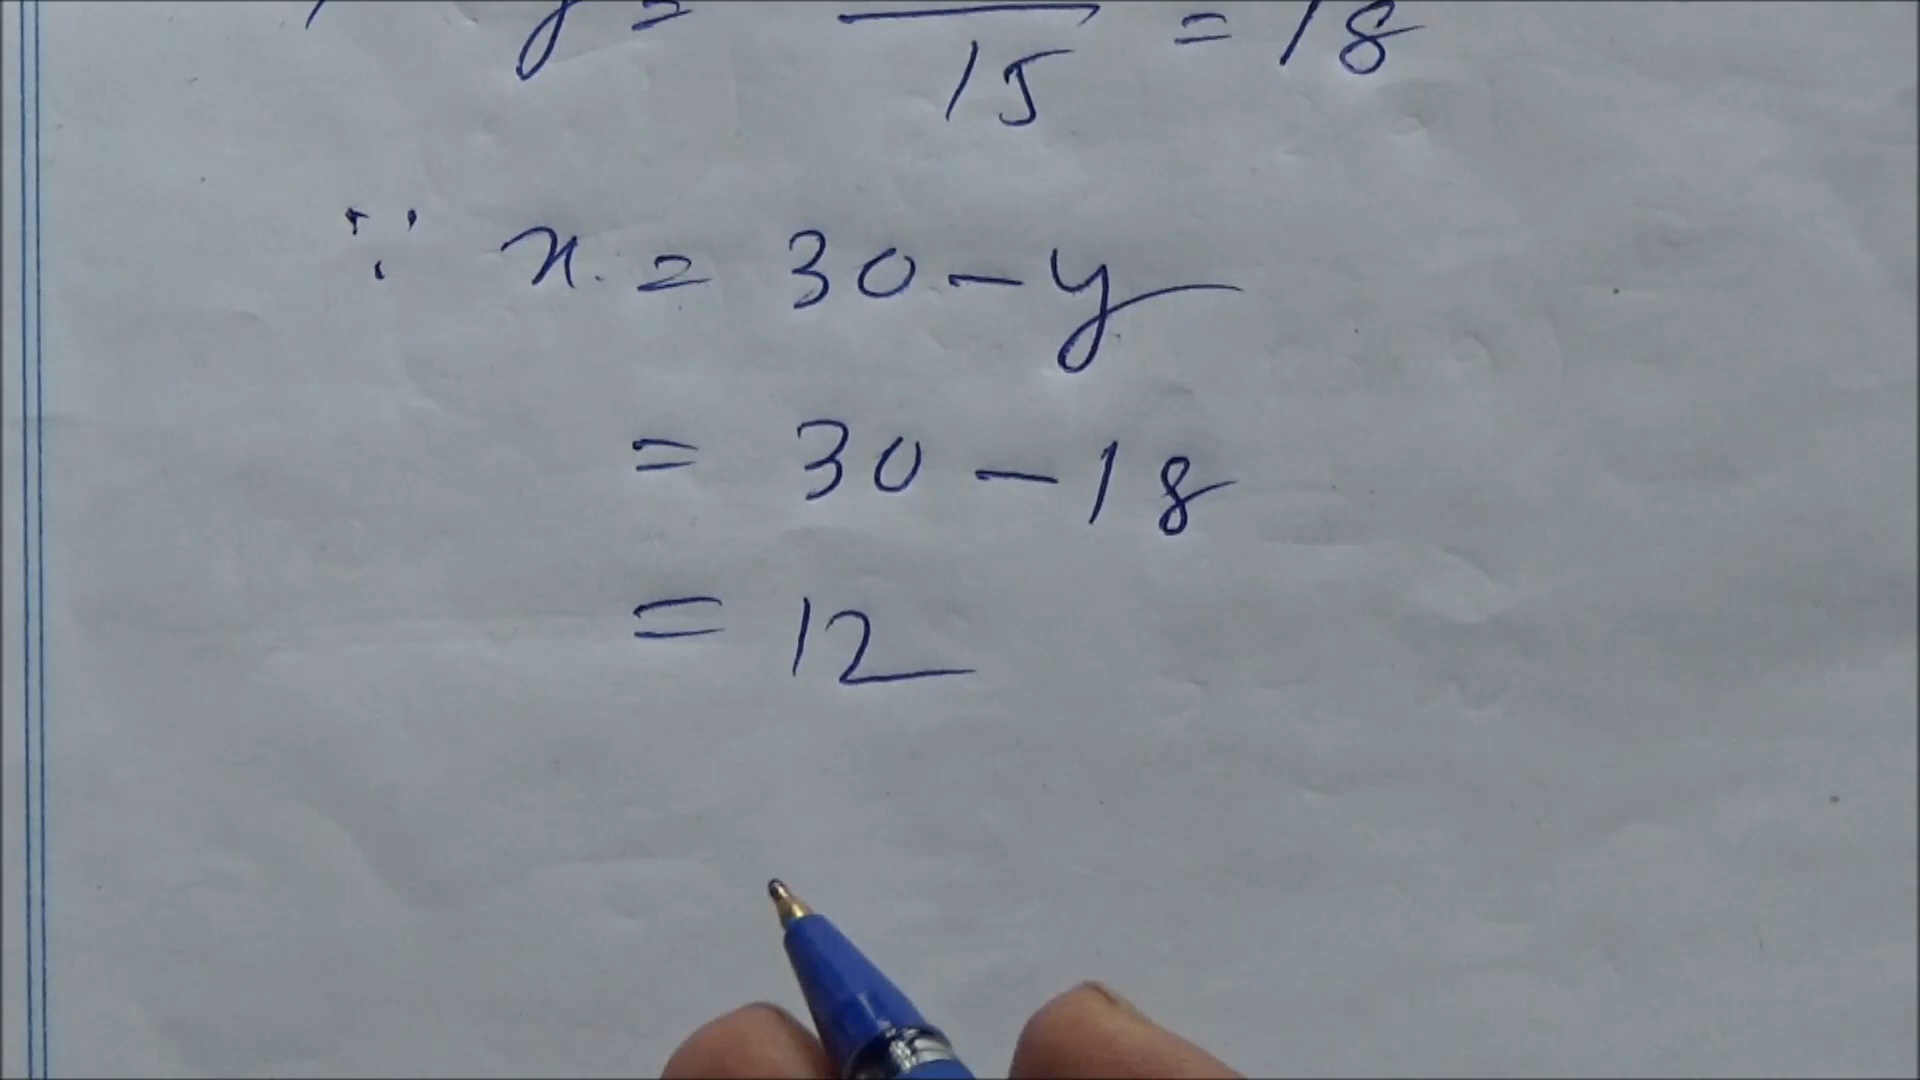 y = ―― = 18
15
∵ x = 30 - y
= 30 - 18
= 12